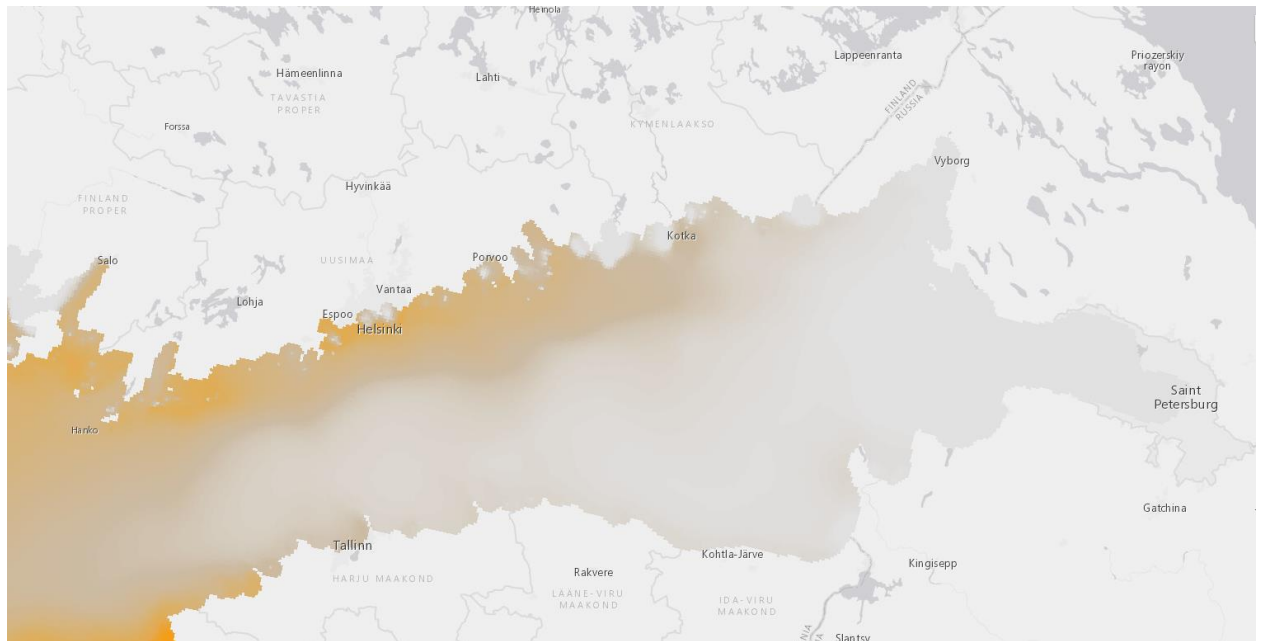 Heinola
Lappeenranta
Priozerskiy
rayon
Hämeenlinna
Lahti
TAVASTIA
PROPER
FINLAND
RUSSIA
Forssa
KYMENLAAKSO
Vyborg
Hyvinkää
FINLAND
PROPER
Kotka
Salo
UUSIMAA
Porvoo
Vantaa
Lohja
Espoo
Helsinki
Saint
Petersburg
Hanko
Gatchina
Tallinn
Kohtla-Järve
Kingisepp
Rakvere
HARJU MAAKOND
LÄÄNE-VIRU
MAAKOND
IDA-VIRU
MAAKOND
Slantsy